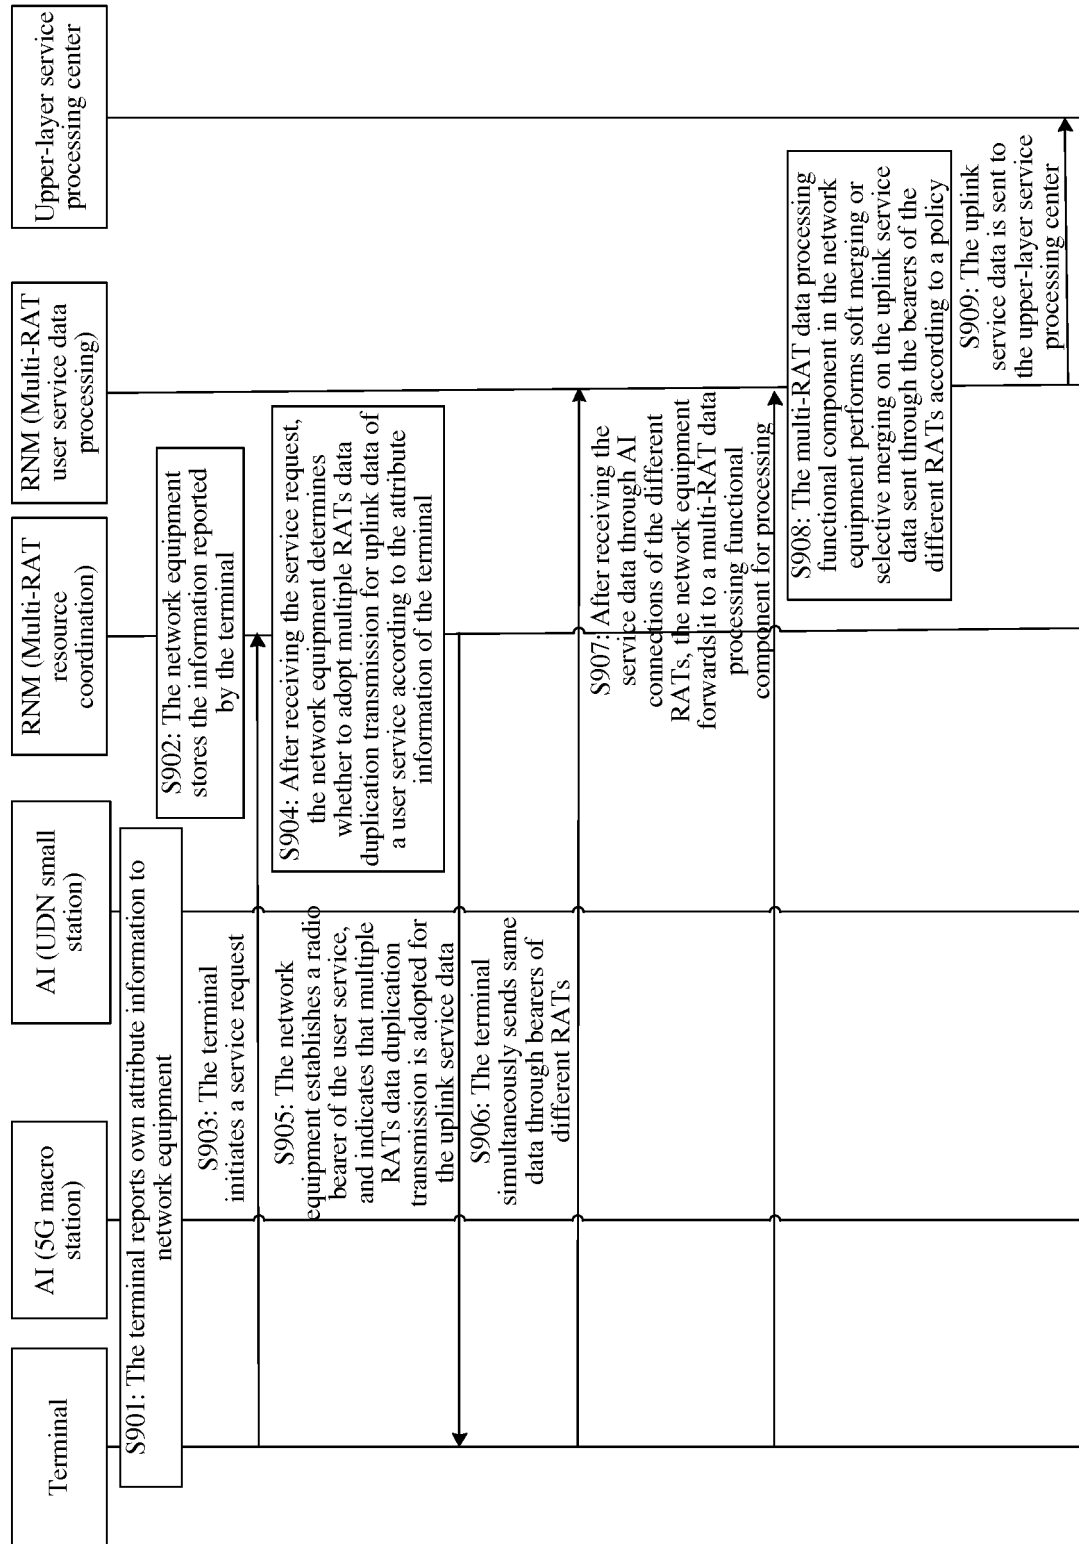 Terminal
AI (5G macro
station)
AI (UDN small
station)
RNM (Multi-RAT
resource
coordination)
RNM (Multi-RAT
user service data
processing)
Upper-layer service
processing center
S901: The terminal reports own attribute information to
network equipment
S902: The network equipment
stores the information reported
by the terminal
S903: The terminal
initiates a service request
S904: After receiving the service request,
the network equipment determines
whether to adopt multiple RATs data
duplication transmission for uplink data of
a user service according to the attribute
information of the terminal
S905: The network
equipment establishes a radio
bearer of the user service,
and indicates that multiple
RATs data duplication
transmission is adopted for
the uplink service data
S906: The terminal
simultaneously sends same
data through bearers of
different RATs
S907: After receiving the
service data through AI
connections of the different
RATs, the network equipment
forwards it to a multi-RAT data
processing functional
component for processing
S908: The multi-RAT data processing
functional component in the network
equipment performs soft merging or
selective merging on the uplink service
data sent through the bearers of the
different RATs according to a policy
S909: The uplink
service data is sent to
the upper-layer service
processing center